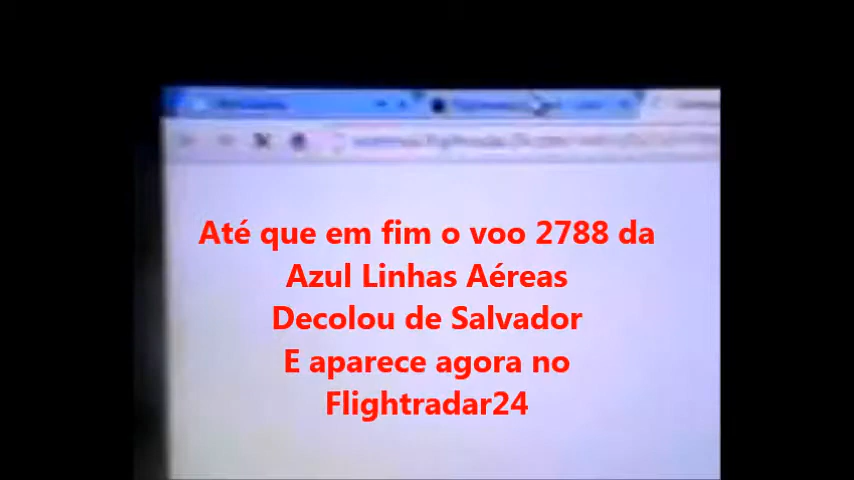 Até que em fim o voo 2788 da
Azul Linhas Aéreas
Decolou de Salvador
E aparece agora no
Flightradar24